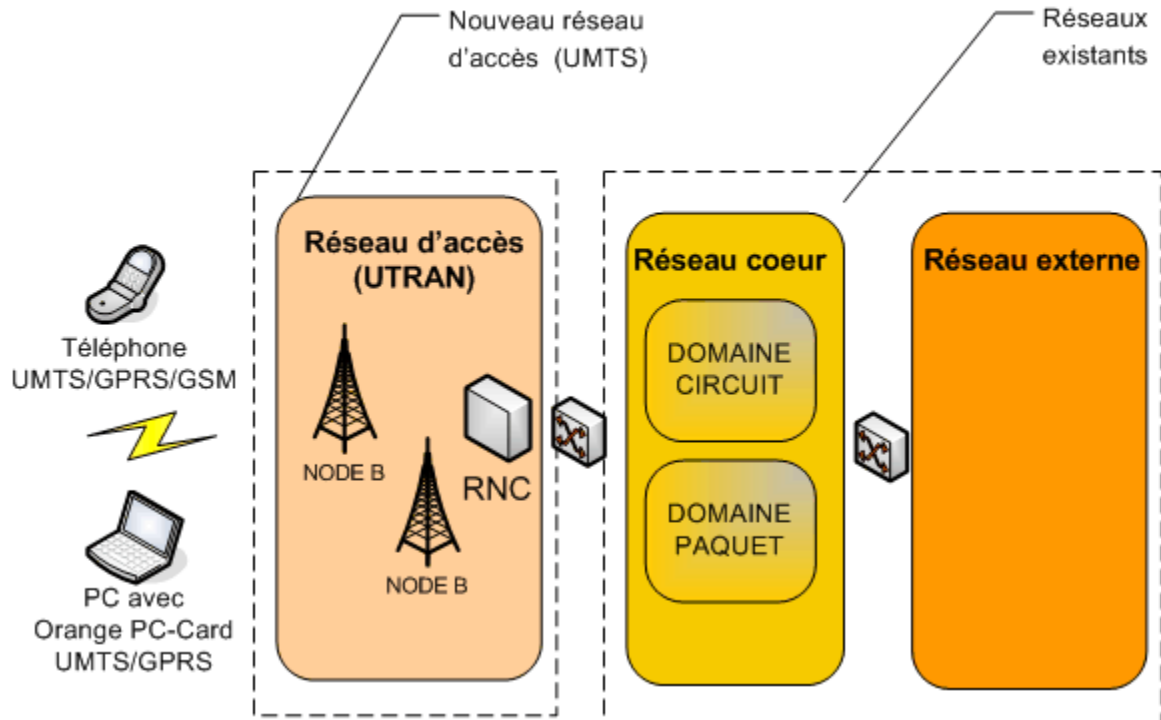 Nouveau réseau
d'accès (UMTS)
Réseaux
existants
Réseau d'accès
(UTRAN)
Réseau coeur
Réseau externe
Téléphone
UMTS/GPRS/GSM
DOMAINE
CIRCUIT
NODE B
RNC
DOMAINE
PAQUET
NODE B
PC avec
Orange PC-Card
UMTS/GPRS